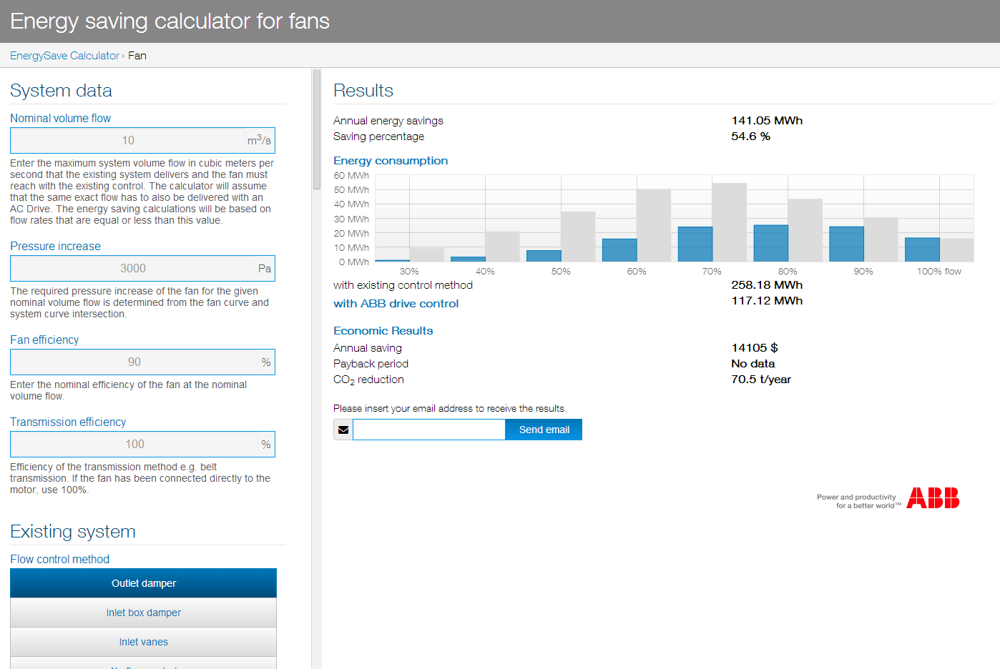 Energy saving calculator for fans
EnergySave Calculator › Fan
System data
Nominal volume flow
10 m³/s
Enter the maximum system volume flow in cubic meters per
second that the existing system delivers and the fan must
reach with the existing control. The calculator will assume
that the same exact flow has to also be delivered with an
AC Drive. The energy saving calculations will be based on
flow rates that are equal or less than this value.
Pressure increase
3000 Pa
The required pressure increase of the fan for the given
nominal volume flow is determined from the fan curve and
system curve intersection.
Fan efficiency
90 %
Enter the nominal efficiency of the fan at the nominal
volume flow.
Transmission efficiency
100 %
Efficiency of the transmission method e.g. belt
transmission. If the fan has been connected directly to the
motor, use 100%.
Existing system
Flow control method
Outlet damper
Inlet box damper
Inlet vanes
Results
Annual energy savings 141.05 MWh
Saving percentage 54.6 %
Energy consumption
60 MWh
50 MWh
40 MWh
30 MWh
20 MWh
10 MWh
0 MWh
30% 40% 50% 60% 70% 80% 90% 100% flow
with existing control method 258.18 MWh
with ABB drive control 117.12 MWh
Economic Results
Annual saving 14105 $
Payback period No data
CO₂ reduction 70.5 t/year
Please insert your email address to receive the results.
Send email
Power and productivity
for a better world™
ABB